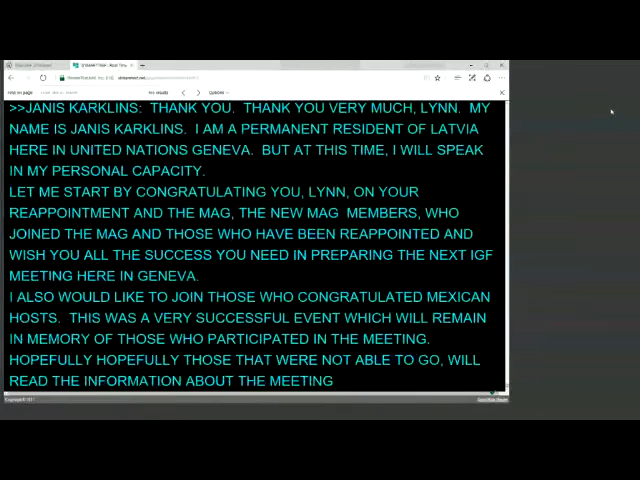 Find on page
No results
Options
>>JANIS KARKLINS:  THANK YOU.  THANK YOU VERY MUCH, LYNN.  MY
NAME IS JANIS KARKLINS.  I AM A PERMANENT RESIDENT OF LATVIA
HERE IN UNITED NATIONS GENEVA.  BUT AT THIS TIME, I WILL SPEAK
IN MY PERSONAL CAPACITY.
LET ME START BY CONGRATULATING YOU, LYNN, ON YOUR
REAPPOINTMENT AND THE MAG, THE NEW MAG  MEMBERS, WHO
JOINED THE MAG AND THOSE WHO HAVE BEEN REAPPOINTED AND
WISH YOU ALL THE SUCCESS YOU NEED IN PREPARING THE NEXT IGF
MEETING HERE IN GENEVA.
I ALSO WOULD LIKE TO JOIN THOSE WHO CONGRATULATED MEXICAN
HOSTS.  THIS WAS A VERY SUCCESSFUL EVENT WHICH WILL REMAIN
IN MEMORY OF THOSE WHO PARTICIPATED IN THE MEETING.
HOPEFULLY HOPEFULLY THOSE THAT WERE NOT ABLE TO GO, WILL
READ THE INFORMATION ABOUT THE MEETING